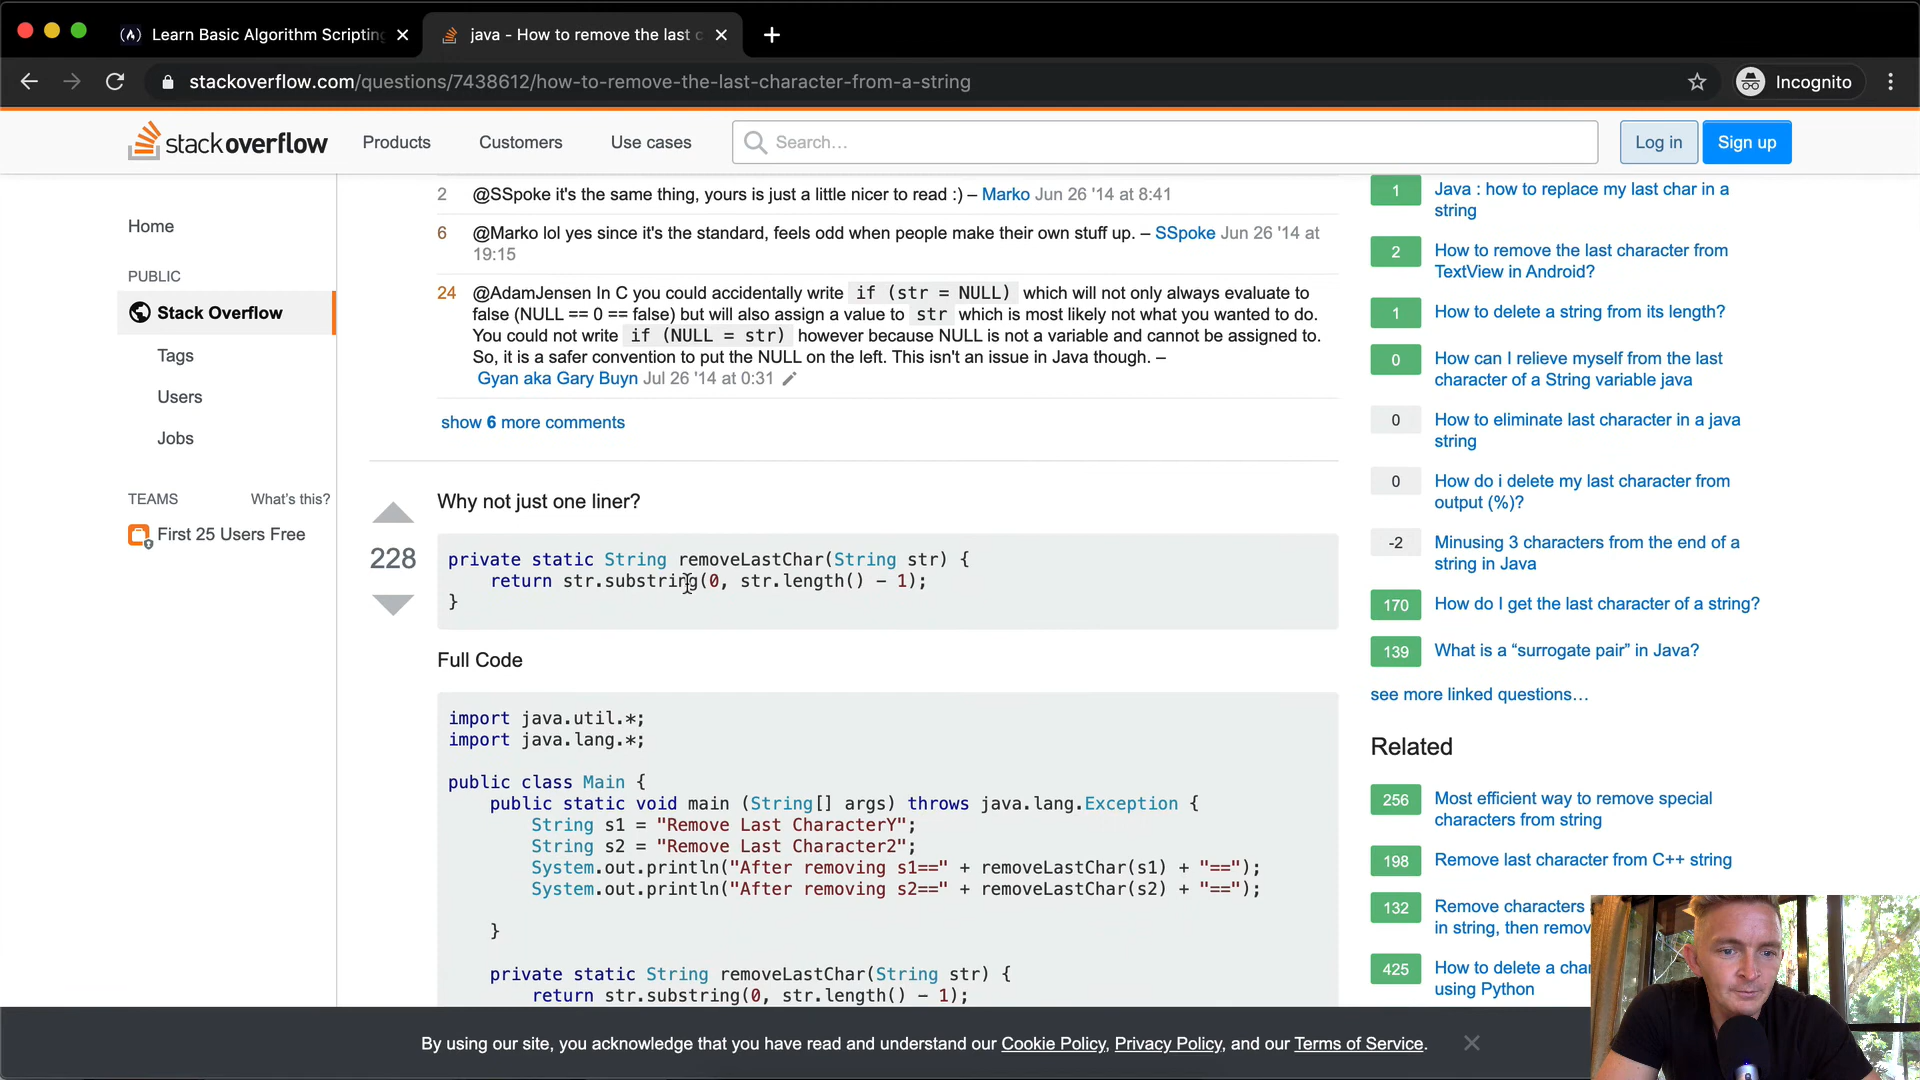 Learn Basic Algorithm Scripting
java - How to remove the last c
stackoverflow.com/questions/7438612/how-to-remove-the-last-character-from-a-string
Incognito
stackoverflow
Products
Customers
Use cases
Search…
Log in
Sign up
Home
PUBLIC
Stack Overflow
Tags
Users
Jobs
TEAMS
What's this?
First 25 Users Free
2 @SSpoke it's the same thing, yours is just a little nicer to read :) – Marko Jun 26 '14 at 8:41
6 @Marko lol yes since it's the standard, feels odd when people make their own stuff up. – SSpoke Jun 26 '14 at
19:15
24 @AdamJensen In C you could accidentally write if (str = NULL) which will not only always evaluate to
false (NULL == 0 == false) but will also assign a value to str which is most likely not what you wanted to do.
You could not write if (NULL = str) however because NULL is not a variable and cannot be assigned to.
So, it is a safer convention to put the NULL on the left. This isn't an issue in Java though. –
Gyan aka Gary Buyn Jul 26 '14 at 0:31
show 6 more comments
228
Why not just one liner?
private static String removeLastChar(String str) {
return str.substring(0, str.length() - 1);
}
Full Code
import java.util.*;
import java.lang.*;
public class Main {
public static void main (String[] args) throws java.lang.Exception {
String s1 = "Remove Last CharacterY";
String s2 = "Remove Last Character2";
System.out.println("After removing s1==" + removeLastChar(s1) + "==");
System.out.println("After removing s2==" + removeLastChar(s2) + "==");
}
private static String removeLastChar(String str) {
return str.substring(0, str.length() - 1);
1 Java : how to replace my last char in a
string
2 How to remove the last character from
TextView in Android?
1 How to delete a string from its length?
0 How can I relieve myself from the last
character of a String variable java
0 How to eliminate last character in a java
string
0 How do i delete my last character from
output (%)?
-2 Minusing 3 characters from the end of a
string in Java
170 How do I get the last character of a string?
139 What is a “surrogate pair” in Java?
see more linked questions…
Related
256 Most efficient way to remove special
characters from string
198 Remove last character from C++ string
132 Remove characters
in string, then remov
425 How to delete a cha
using Python
By using our site, you acknowledge that you have read and understand our Cookie Policy, Privacy Policy, and our Terms of Service.